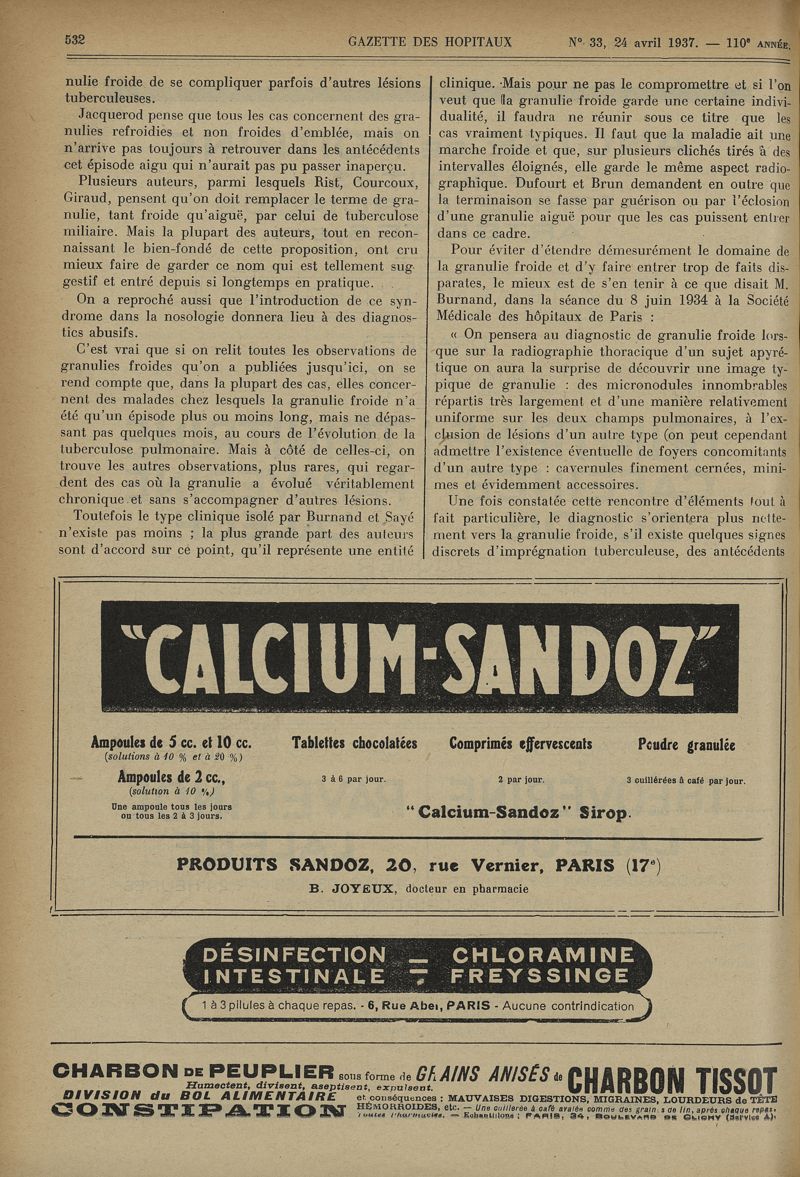 532
GAZETTE DES HOPITAUX
N° 33, 24 avril 1937. — 110e ANNÉE.
nulie froide de se compliquer parfois d'autres lésions
tuberculeuses.
Jacquerod pense que tous les cas concernent des gra-
nulies refroidies et non froides d'emblée, mais on
n'arrive pas toujours à retrouver dans les antécédents
cet épisode aigu qui n'aurait pas pu passer inaperçu.
Plusieurs auteurs, parmi lesquels Rist, Courcoux,
Giraud, pensent qu'on doit remplacer le terme de gra-
nulie, tant froide qu'aiguë, par celui de tuberculose
miliaire. Mais la plupart des auteurs, tout en recon-
naissant le bien-fondé de cette proposition, ont cru
mieux faire de garder ce nom qui est tellement sug-
gestif et entré depuis si longtemps en pratique.
On a reproché aussi que l'introduction de ce syn-
drome dans la nosologie donnera lieu à des diagnos-
tics abusifs.
C'est vrai que si on relit toutes les observations de
granulies froides qu'on a publiées jusqu'ici, on se
rend compte que, dans la plupart des cas, elles concer-
nent des malades chez lesquels la granulie froide n'a
été qu'un épisode plus ou moins long, mais ne dépas-
sant pas quelques mois, au cours de l'évolution de la
tuberculose pulmonaire. Mais à côté de celles-ci, on
trouve les autres observations, plus rares, qui regar-
dent des cas où la granulie a évolué véritablement
chronique et sans s'accompagner d'autres lésions.
Toutefois le type clinique isolé par Burnand et Sayé
n'existe pas moins ; la plus grande part des auteurs
sont d'accord sur ce point, qu'il représente une entité
clinique. Mais pour ne pas le compromettre et si l'on
veut que la granulie froide garde une certaine indivi-
dualité, il faudra ne réunir sous ce titre que les
cas vraiment typiques. Il faut que la maladie ait une
marche froide et que, sur plusieurs clichés tirés à des
intervalles éloignés, elle garde le même aspect radio-
graphique. Dufourt et Brun demandent en outre que
la terminaison se fasse par guérison ou par l'éclosion
d'une granulie aiguë pour que les cas puissent entrer
dans ce cadre.
Pour éviter d'étendre démesurément le domaine de
la granulie froide et d'y faire entrer trop de faits dis-
parates, le mieux est de s'en tenir à ce que disait M.
Burnand, dans la séance du 8 juin 1934 à la Société
Médicale des hôpitaux de Paris :
« On pensera au diagnostic de granulie froide lors-
que sur la radiographie thoracique d'un sujet apyré-
tique on aura la surprise de découvrir une image ty-
pique de granulie : des micronodules innombrables
répartis très largement et d'une manière relativement
uniforme sur les deux champs pulmonaires, à l'ex-
clusion de lésions d'un autre type (on peut cependant
admettre l'existence éventuelle de foyers concomitants
d'un autre type : cavernules finement cernées, mini-
mes et évidemment accessoires.
Une fois constatée cette rencontre d'éléments tout à
fait particulière, le diagnostic s'orientera plus nette-
ment vers la granulie froide, s'il existe quelques signes
discrets d'imprégnation tuberculeuse, des antécédents
"CALCIUM-SANDOZ"
Ampoules de 5 cc. et 10 cc.
(solutions à 10 % et à 20 %)
Ampoules de 2 cc.,
(solution à 10 %)
Une ampoule tous les jours
ou tous les 2 à 3 jours.
Tablettes chocolatées
3 à 6 par jour.
Comprimés effervescents
2 par jour.
Poudre granulée
3 cuillérées à café par jour.
"Calcium-Sandoz" Sirop.
PRODUITS SANDOZ, 20, rue Vernier, PARIS (17e)
B. JOYEUX, docteur en pharmacie
DÉSINFECTION — CHLORAMINE
INTESTINALE FREYSSINGE
1 à 3 pilules à chaque repas. - 6, Rue Abel, PARIS - Aucune contrindication
CHARBON DE PEUPLIER sous forme de GRAINS ANISÉS de CHARBON TISSOT
Humectent, divisent, aseptisent, expulsent.
DIVISION du BOL ALIMENTAIRE et conséquences : MAUVAISES DIGESTIONS, MIGRAINES, LOURDEURS de TÊTE
CONSTIPATION HÉMORROIDES, etc. — Une cuillerée à café avalée comme des grains de lin, après chaque repas.
Toutes Pharmacies. — Echantillons : PARIS, 34, BOULEVARD DE CLICHY (Service A).